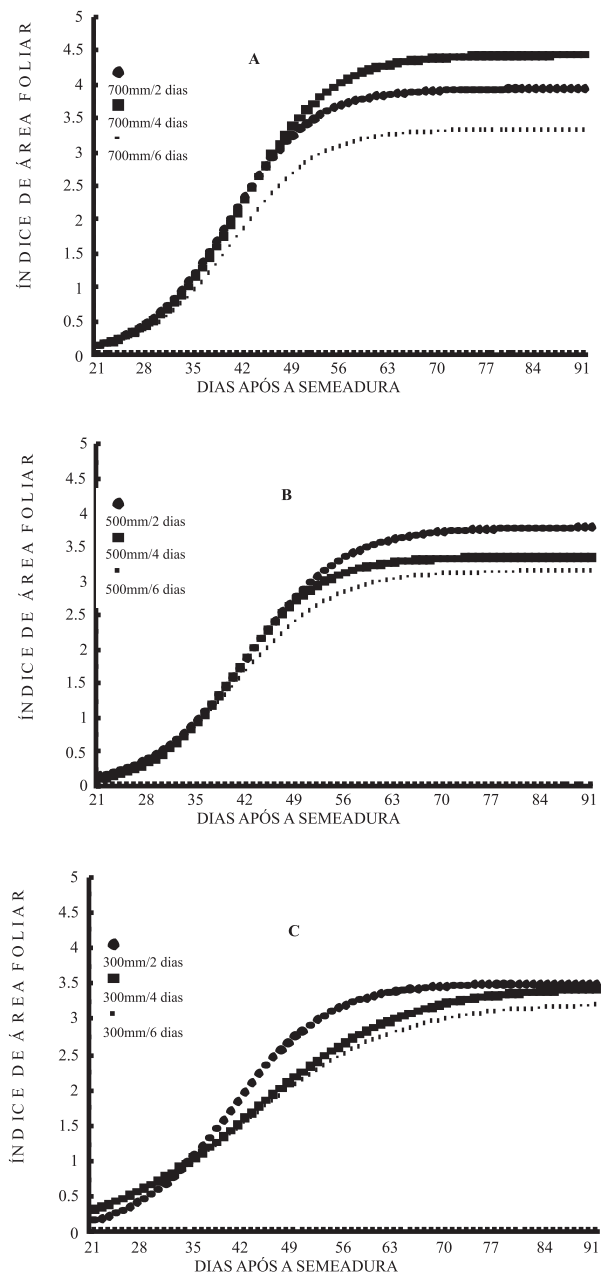 ÍNDICE DE ÁREA FOLIAR
A
5
4.5
4
3.5
3
2.5
2
1.5
1
0.5
0
700mm/2 dias
700mm/4 dias
700mm/6 dias
21 28 35 42 49 56 63 70 77 84 91
DIAS APÓS A SEMEADURA
ÍNDICE DE ÁREA FOLIAR
B
5
4.5
4
3.5
3
2.5
2
1.5
1
0.5
0
500mm/2 dias
500mm/4 dias
500mm/6 dias
21 28 35 42 49 56 63 70 77 84 91
DIAS APÓS A SEMEADURA
ÍNDICE DE ÁREA FOLIAR
C
5
4.5
4
3.5
3
2.5
2
1.5
1
0.5
0
300mm/2 dias
300mm/4 dias
300mm/6 dias
21 28 35 42 49 56 63 70 77 84 91
DIAS APÓS A SEMEADURA